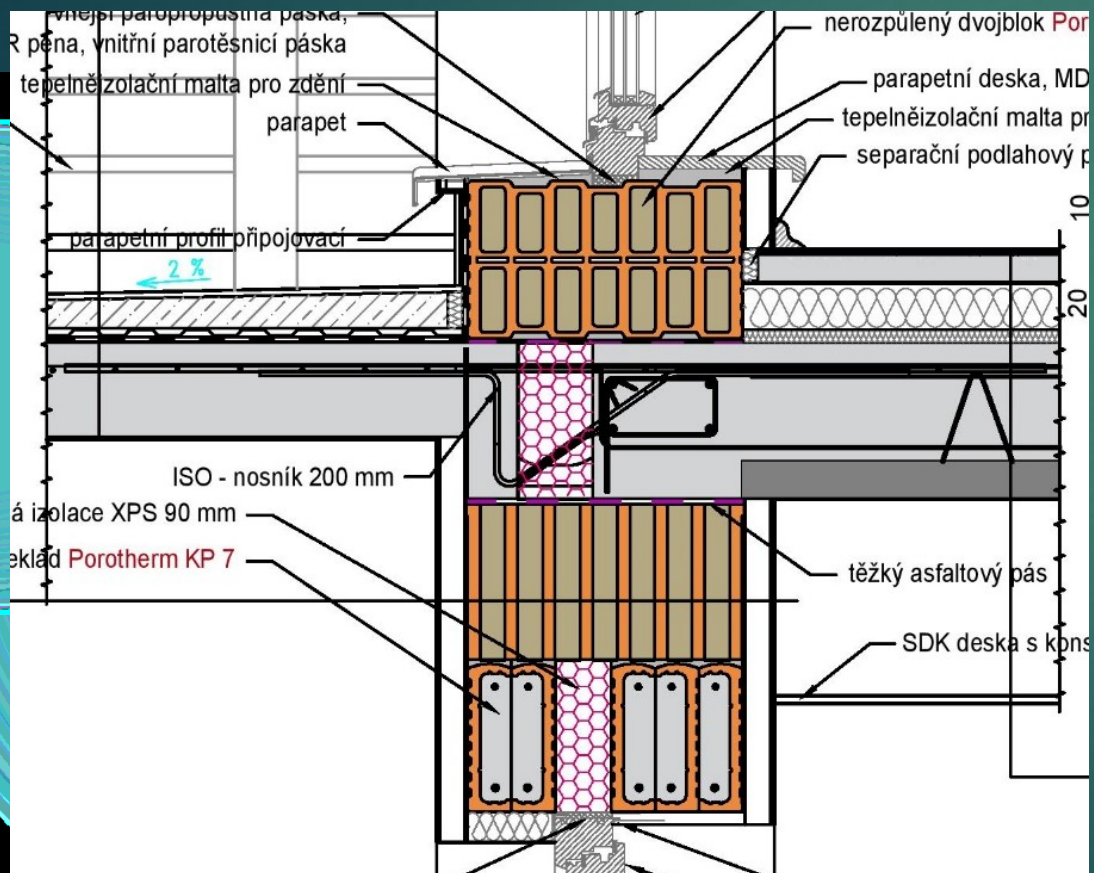 vnější paropropustná páska,
R pěna, vnitřní parotěsnicí páska
tepelněizolační malta pro zdění
parapet
parapetní profil připojovací
2 %
ISO - nosník 200 mm
á izolace XPS 90 mm
eklad Porotherm KP 7
nerozpůlený dvojblok Por
parapetní deska, MD
tepelněizolační malta pr
separační podlahový p
10
20
těžký asfaltový pás
SDK deska s kons